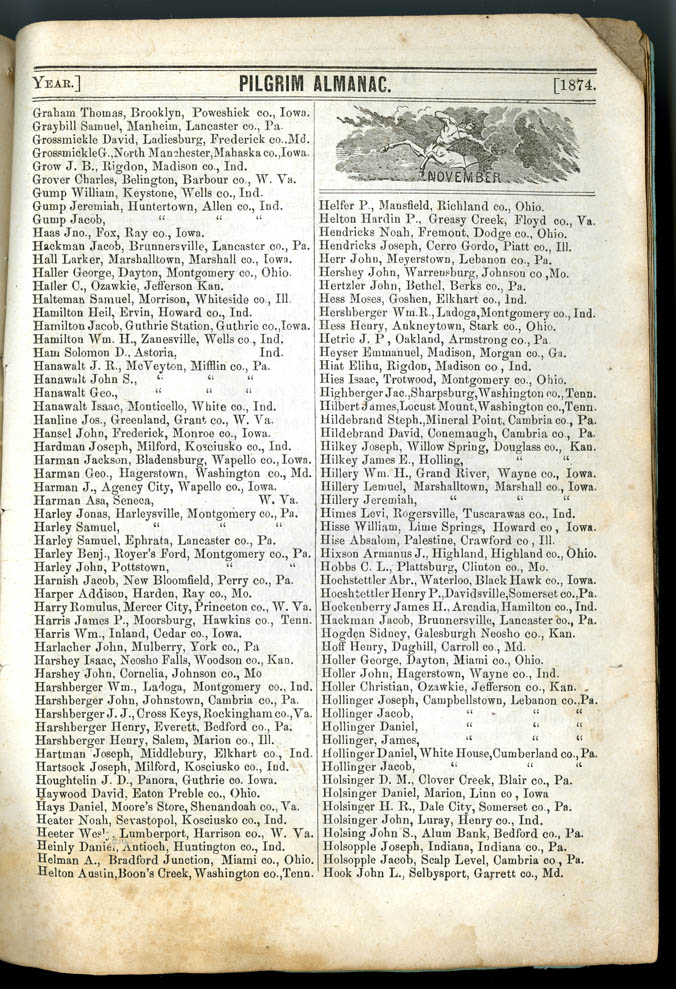 YEAR.]
PILGRIM ALMANAC.
[1874.
Graham Thomas, Brooklyn, Poweshiek co., Iowa.
Graybill Samuel, Manheim, Lancaster co., Pa.
Grossmickle David, Ladiesburg, Frederick co..Md.
Grossmickle G., North Manchester, Mahaska co., Iowa.
Grow J. B., Rigdon, Madison co., Ind.
Grover Charles, Belington, Barbour co., W. Va.
Gump William, Keystone, Wells co., Ind.
Gump Jeremiah, Huntertown, Allen co., Ind.
Gump Jacob, “ “ “
Haas Jno., Fox, Ray co., Iowa.
Hackman Jacob, Brunnersville, Lancaster co., Pa.
Hall Larker, Marshalltown, Marshall co., Iowa.
Haller George, Dayton, Montgomery co., Ohio.
Haller C., Ozawkie, Jefferson Kan.
Halteman Samuel, Morrison, Whiteside co., Ill.
Hamilton Heil, Ervin, Howard co., Ind.
Hamilton Jacob, Guthrie Station, Guthrie co., Iowa.
Hamilton Wm. H., Zanesville, Wells co., Ind.
Ham Solomon D., Astoria, Ind.
Hanawalt J. R., McVeyton, Mifflin co., Pa.
Hanawalt John S., “ “ “
Hanawalt Geo., “ “ “
Hanawalt Isaac, Monticello, White co., Ind.
Hanline Jos., Greenland, Grant co., W. Va.
Hansel John, Frederick, Monroe co., Iowa.
Hardman Joseph, Milford, Kosciusko co., Ind.
Harman Jackson, Bladensburg, Wapello co., Iowa.
Harman Geo., Hagerstown, Washington co., Md.
Harman J., Agency City, Wapello co., Iowa.
Harman Asa, Seneca, W. Va.
Harley Jonas, Harleysville, Montgomery co., Pa.
Harley Samuel, “ “ “
Harley Samuel, Ephrata, Lancaster co., Pa.
Harley Benj., Royer's Ford, Montgomery co., Pa.
Harley John, Pottstown, “ “
Harnish Jacob, New Bloomfield, Perry co., Pa.
Harper Addison, Harden, Ray co., Mo.
Harry Romulus, Mercer City, Princeton co., W. Va.
Harris James P., Moorsburg, Hawkins co., Tenn.
Harris Wm., Inland, Cedar co., Iowa.
Harlacher John, Mulberry, York co., Pa
Harshey Isaac, Neosho Falls, Woodson co., Kan.
Harshey John, Cornelia, Johnson co., Mo
Harshberger Wm., Ladoga, Montgomery co., Ind.
Harshberger John, Johnstown, Cambria co., Pa.
Harshberger J. J., Cross Keys, Rockingham co., Va.
Harshberger Henry, Everett, Bedford co., Pa.
Harshberger Henry, Salem, Marion co., Ill.
Hartman Joseph, Middlebury, Elkhart co., Ind.
Hartsock Joseph, Milford, Kosciusko co., Ind.
Houghtelin J. D., Panora, Guthrie co. Iowa.
Haywood David, Eaton Preble co., Ohio.
Hays Daniel, Moore's Store, Shenandoah co., Va.
Heater Noah, Sevastopol, Kosciusko co., Ind.
Heeter Wesly, Lumberport, Harrison co., W. Va.
Heinly Daniel, Antioch, Huntington co., Ind.
Helman A., Bradford Junction, Miami co., Ohio.
Helton Austin, Boon's Creek, Washington co., Tenn.
NOVEMBER
Helfer P., Mansfield, Richland co., Ohio.
Helton Hardin P., Greasy Creek, Floyd co., Va.
Hendricks Noah, Fremont, Dodge co., Ohio.
Hendricks Joseph, Cerro Gordo, Piatt co., Ill.
Herr John, Meyerstown, Lebanon co., Pa.
Hershey John, Warrensburg, Johnson co , Mo.
Hertzler John, Bethel, Berks co., Pa.
Hess Moses, Goshen, Elkhart co., Ind.
Hershberger Wm. R., Ladoga, Montgomery co., Ind.
Hess Henry, Ankneytown, Stark co., Ohio.
Hetric J. P , Oakland, Armstrong co., Pa
Heyser Emmanuel, Madison, Morgan co., Ga.
Hiat Elihu, Rigdon, Madison co , Ind.
Hies Isaac, Trotwood, Montgomery co., Ohio.
Highberger Jac., Sharpsburg, Washington co., Tenn.
Hilbert James, Locust Mount, Washington co., Tenn.
Hildebrand Steph., Mineral Point, Cambria co., Pa.
Hildebrand David, Conemaugh, Cambria co., Pa.
Hilkey Joseph, Willow Spring, Douglass co., Kan.
Hilkey James E., Holling, “ “
Hillery Wm. H., Grand River, Wayne co., Iowa.
Hillery Lemuel, Marshalltown, Marshall co., Iowa.
Hillery Jeremiah, “ “ “
Himes Levi, Rogersville, Tuscarawas co., Ind.
Hisse William, Lime Springs, Howard co , Iowa.
Hise Absalom, Palestine, Crawford co , Ill.
Hixson Armanus J., Highland, Highland co., Ohio.
Hobbs C. L., Plattsburg, Clinton co., Mo.
Hochstettler Abr., Waterloo, Black Hawk co., Iowa.
Hocshtettler Henry P., Davidsville, Somerset co., Pa.
Hockenberry James H., Arcadia, Hamilton co., Ind.
Hackman Jacob, Brunnersville, Lancaster co., Pa.
Hogden Sidney, Galesburgh Neosho co., Kan.
Hoff Henry, Dughill, Carroll co., Md.
Holler George, Dayton, Miami co., Ohio.
Holler John, Hagerstown, Wayne co., Ind.
Holler Christian, Ozawkie, Jefferson co., Kan.
Hollinger Joseph, Campbellstown, Lebanon co., Pa.
Hollinger Jacob, “ “ “
Hollinger Daniel, “ “ “
Hollinger, James, “ “ “
Hollinger Daniel, White House, Cumberland co., Pa.
Hollinger Jacob, “ “ “
Holsinger D. M., Clover Creek, Blair co., Pa.
Holsinger Daniel, Marion, Linn co , Iowa
Holsinger H. R., Dale City, Somerset co., Pa.
Holsinger John, Luray, Henry co., Ind.
Holsing John S., Alum Bank, Bedford co., Pa.
Holsopple Joseph, Indiana, Indiana co., Pa.
Holsopple Jacob, Scalp Level, Cambria co , Pa.
Hook John L., Selbysport, Garrett co., Md.